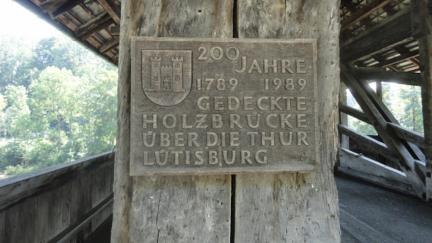 200 JAHRE
1789 1989
GEDECKTE
HOLZBRÜCKE
ÜBER DIE THUR
LÜTISBURG